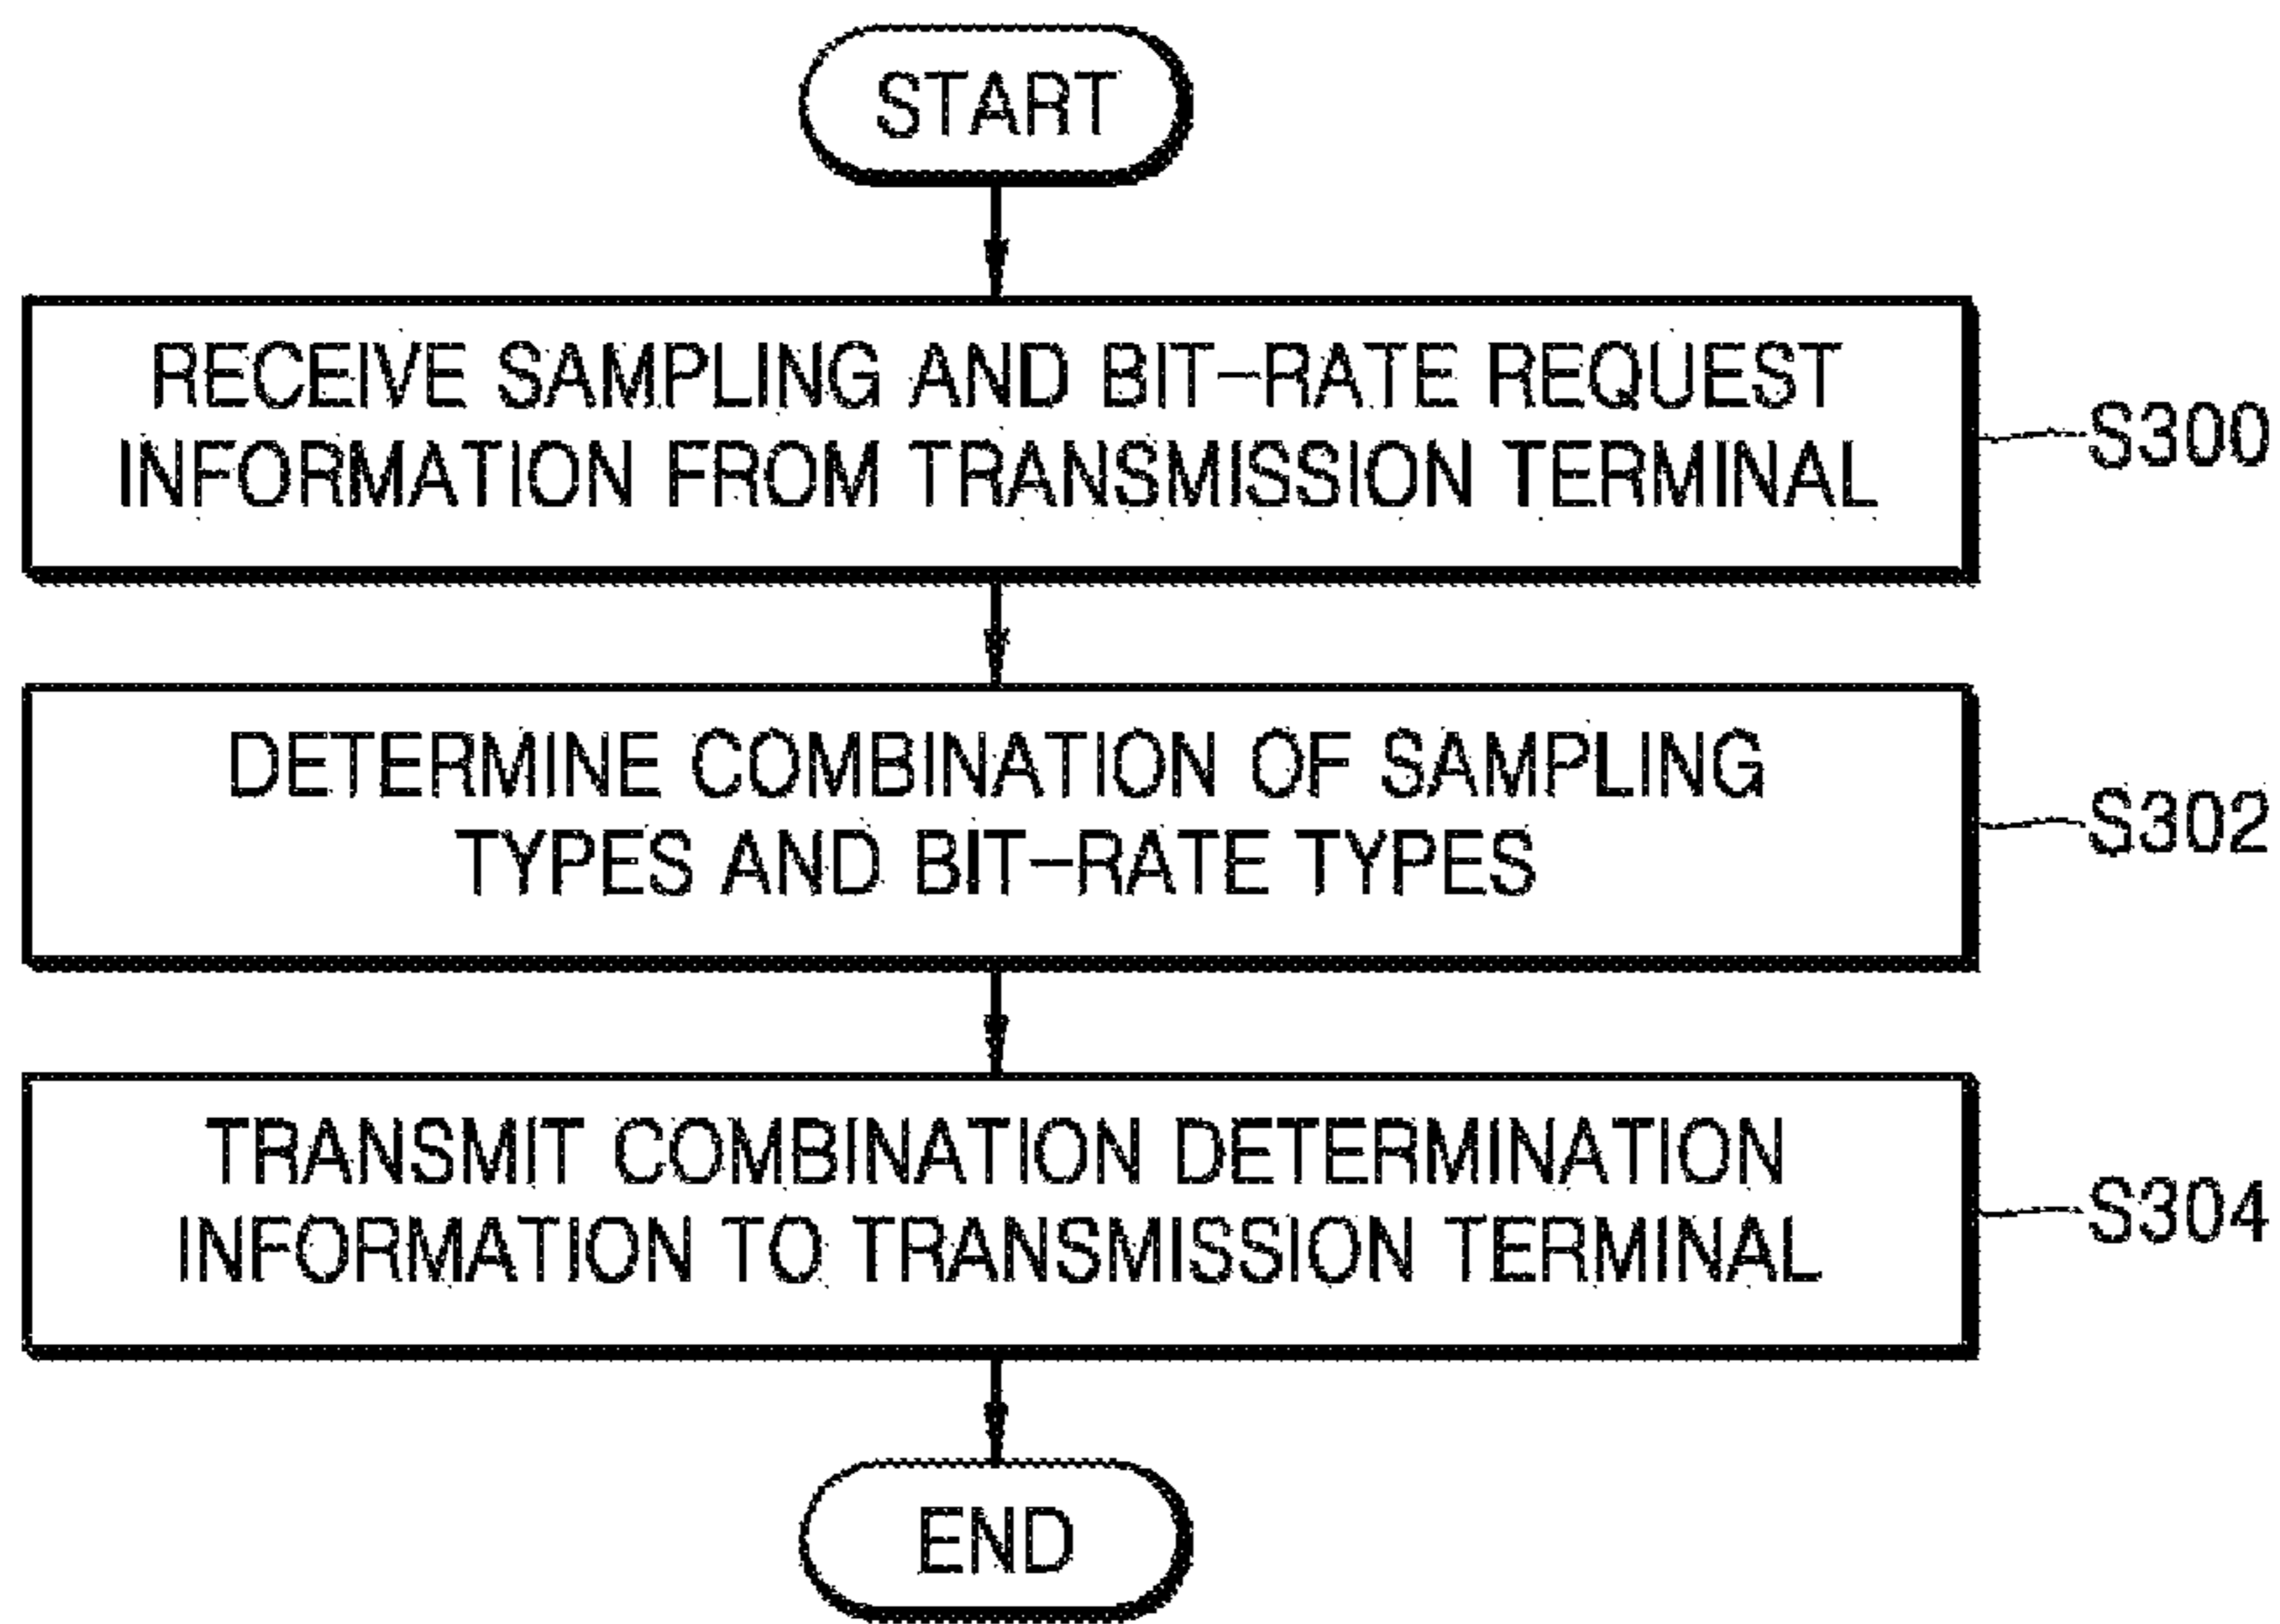 START
RECEIVE SAMPLING AND BIT-RATE REQUEST
INFORMATION FROM TRANSMISSION TERMINAL
S300
DETERMINE COMBINATION OF SAMPLING
TYPES AND BIT-RATE TYPES
S302
TRANSMIT COMBINATION DETERMINATION
INFORMATION TO TRANSMISSION TERMINAL
S304
END